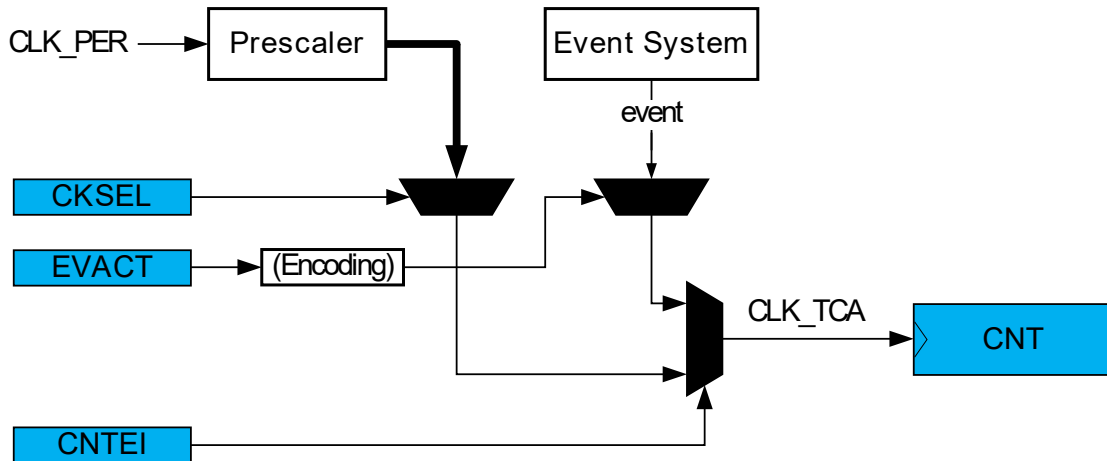 CLK_PER
Prescaler
Event System
event
CKSEL
EVACT
(Encoding)
CLK_TCA
CNT
CNTEI